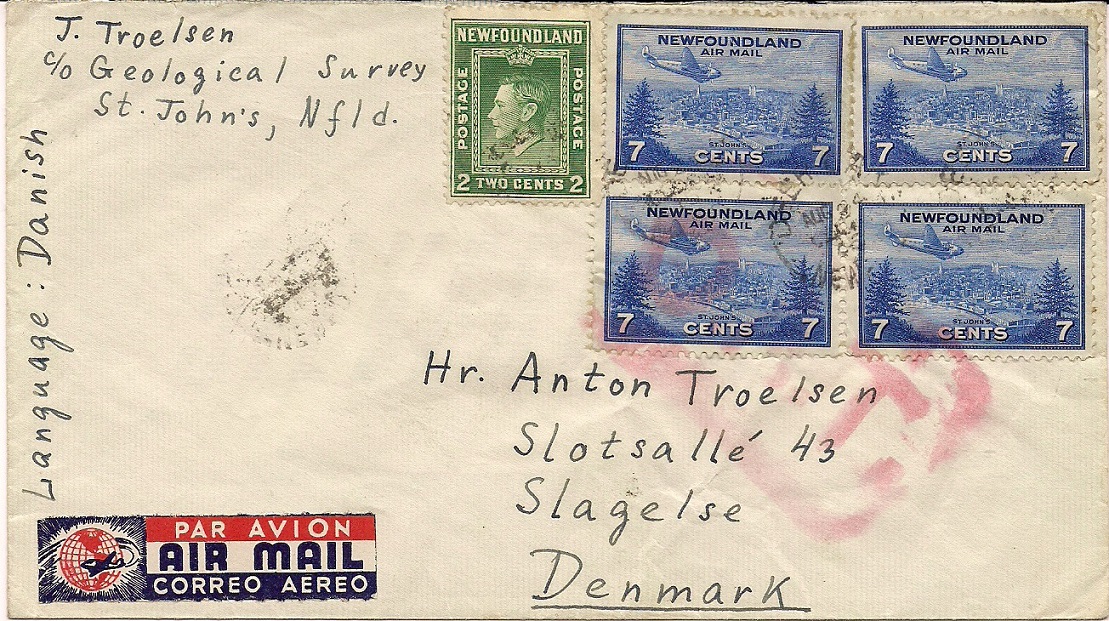 J. Troelsen
c/o Geological Survey
St. John's, Nfld.
Language: Danish
NEWFOUNDLAND
POSTAGE
POSTAGE
2 TWO CENTS 2
NEWFOUNDLAND
AIR MAIL
ST. JOHN'S
7 CENTS 7
NEWFOUNDLAND
AIR MAIL
ST. JOHN'S
7 CENTS 7
NEWFOUNDLAND
AIR MAIL
ST. JOHN'S
7 CENTS 7
NEWFOUNDLAND
AIR MAIL
ST. JOHN'S
7 CENTS 7
AUG 24
Hr. Anton Troelsen
Slotsallé 43
Slagelse
Denmark
PAR AVION
AIR MAIL
CORREO AEREO